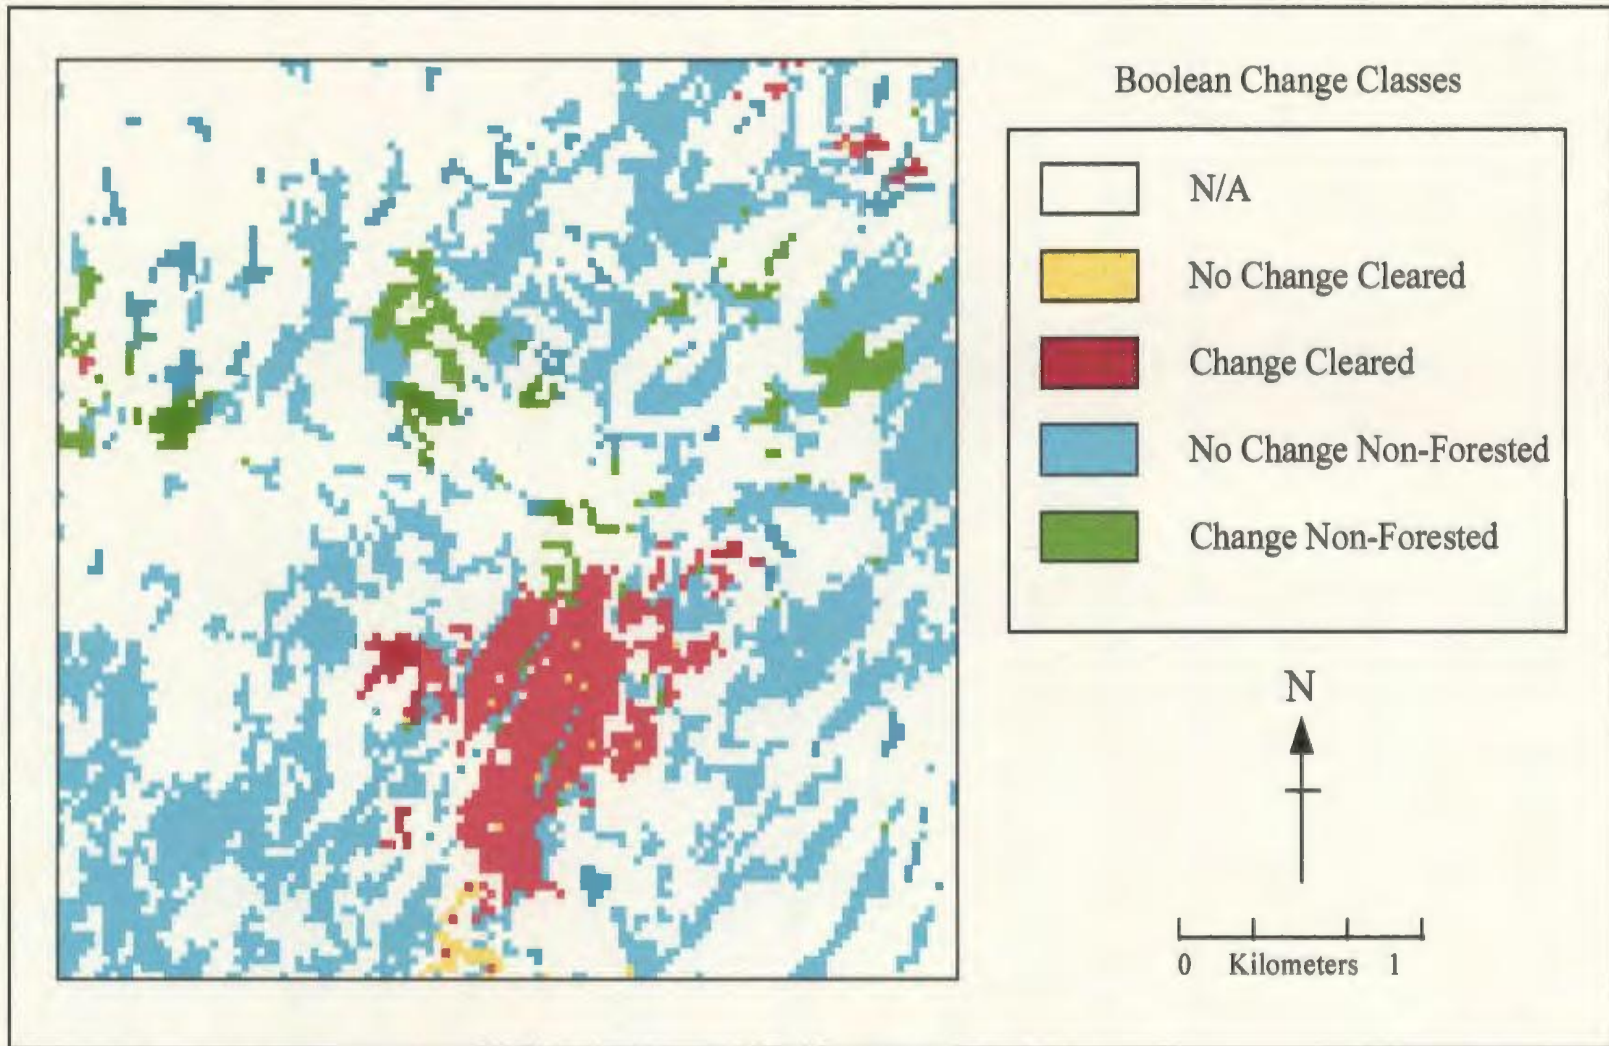 Boolean Change Classes
N/A
No Change Cleared
Change Cleared
No Change Non-Forested
Change Non-Forested
N
0 Kilometers 1